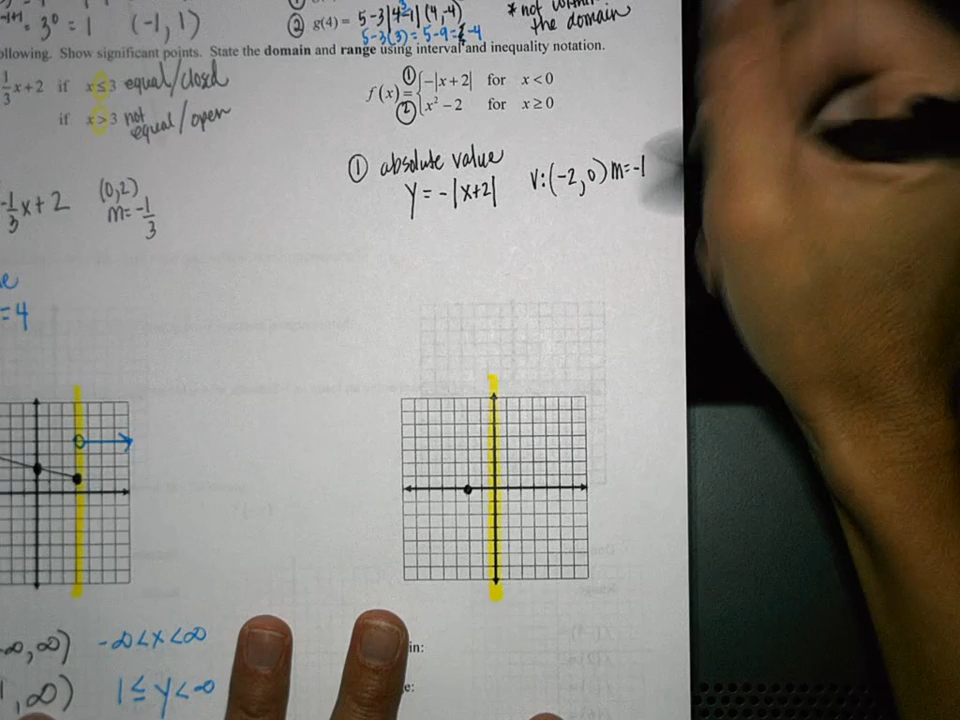 = 3⁰ = 1 (-1, 1)
② g(4) = 5-3|4-1| (4,-4)
5-3(3) = 5-9 = -4
* not within
the domain
ollowing. Show significant points. State the domain and range using interval and inequality notation.
1/3 x+2 if x ≤ 3 equal/closed
if x > 3 not equal/open
f(x) = { ① -|x+2| for x < 0
② x² - 2 for x ≥ 0
① absolute value
y = -|x+2| v: (-2, 0) m = -1
-1/3 x + 2 (0,2)
m = -1/3
e
= 4
∞, ∞) -∞ < x < ∞
in:
, ∞) 1 ≤ y < ∞
e: